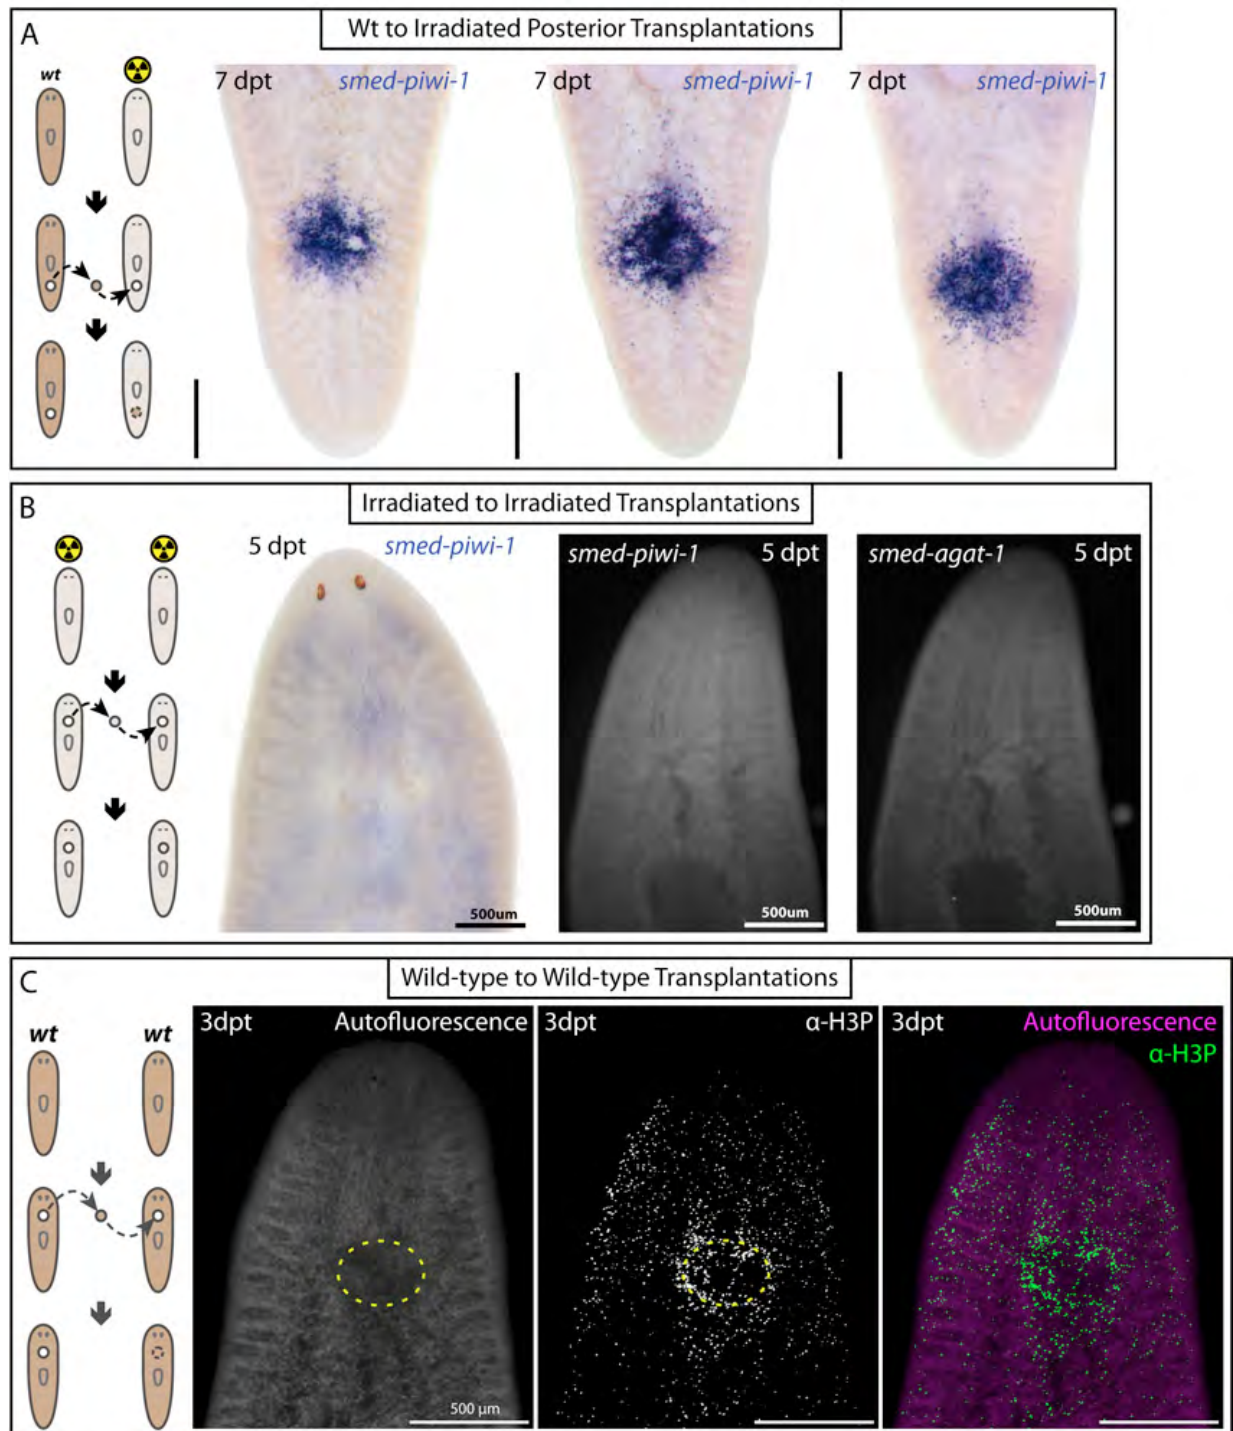 A
Wt to Irradiated Posterior Transplantations
wt
7 dpt smed-piwi-1
7 dpt smed-piwi-1
7 dpt smed-piwi-1
B
Irradiated to Irradiated Transplantations
5 dpt smed-piwi-1
500um
smed-piwi-1 5 dpt
500um
smed-agat-1 5 dpt
500um
C
Wild-type to Wild-type Transplantations
wt wt
3dpt Autofluorescence
500 µm
3dpt α-H3P
3dpt Autofluorescence
α-H3P